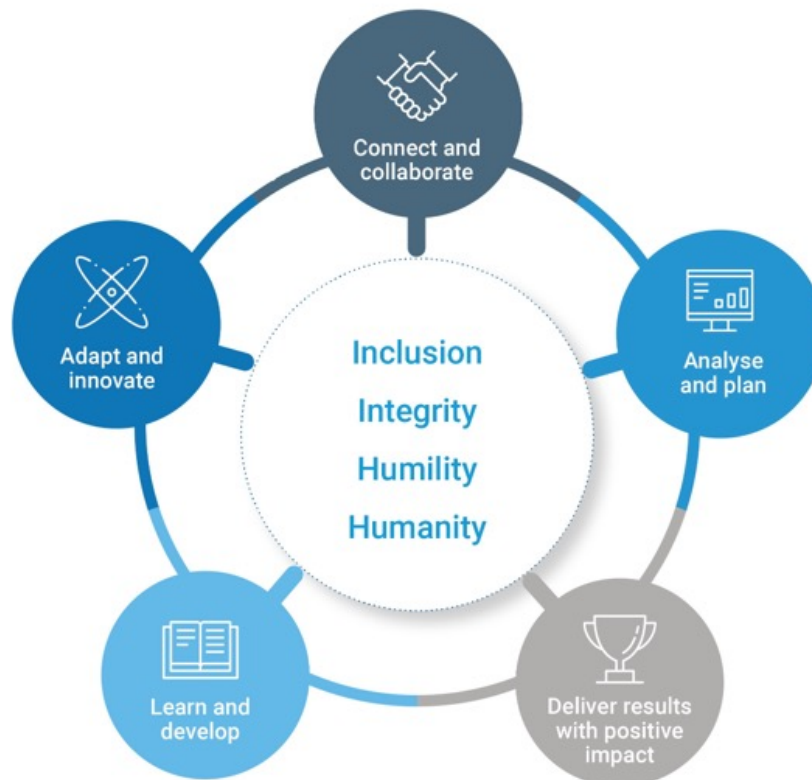 Connect and
collaborate
Analyse
and plan
Deliver results
with positive
impact
Learn and
develop
Adapt and
innovate
Inclusion
Integrity
Humility
Humanity